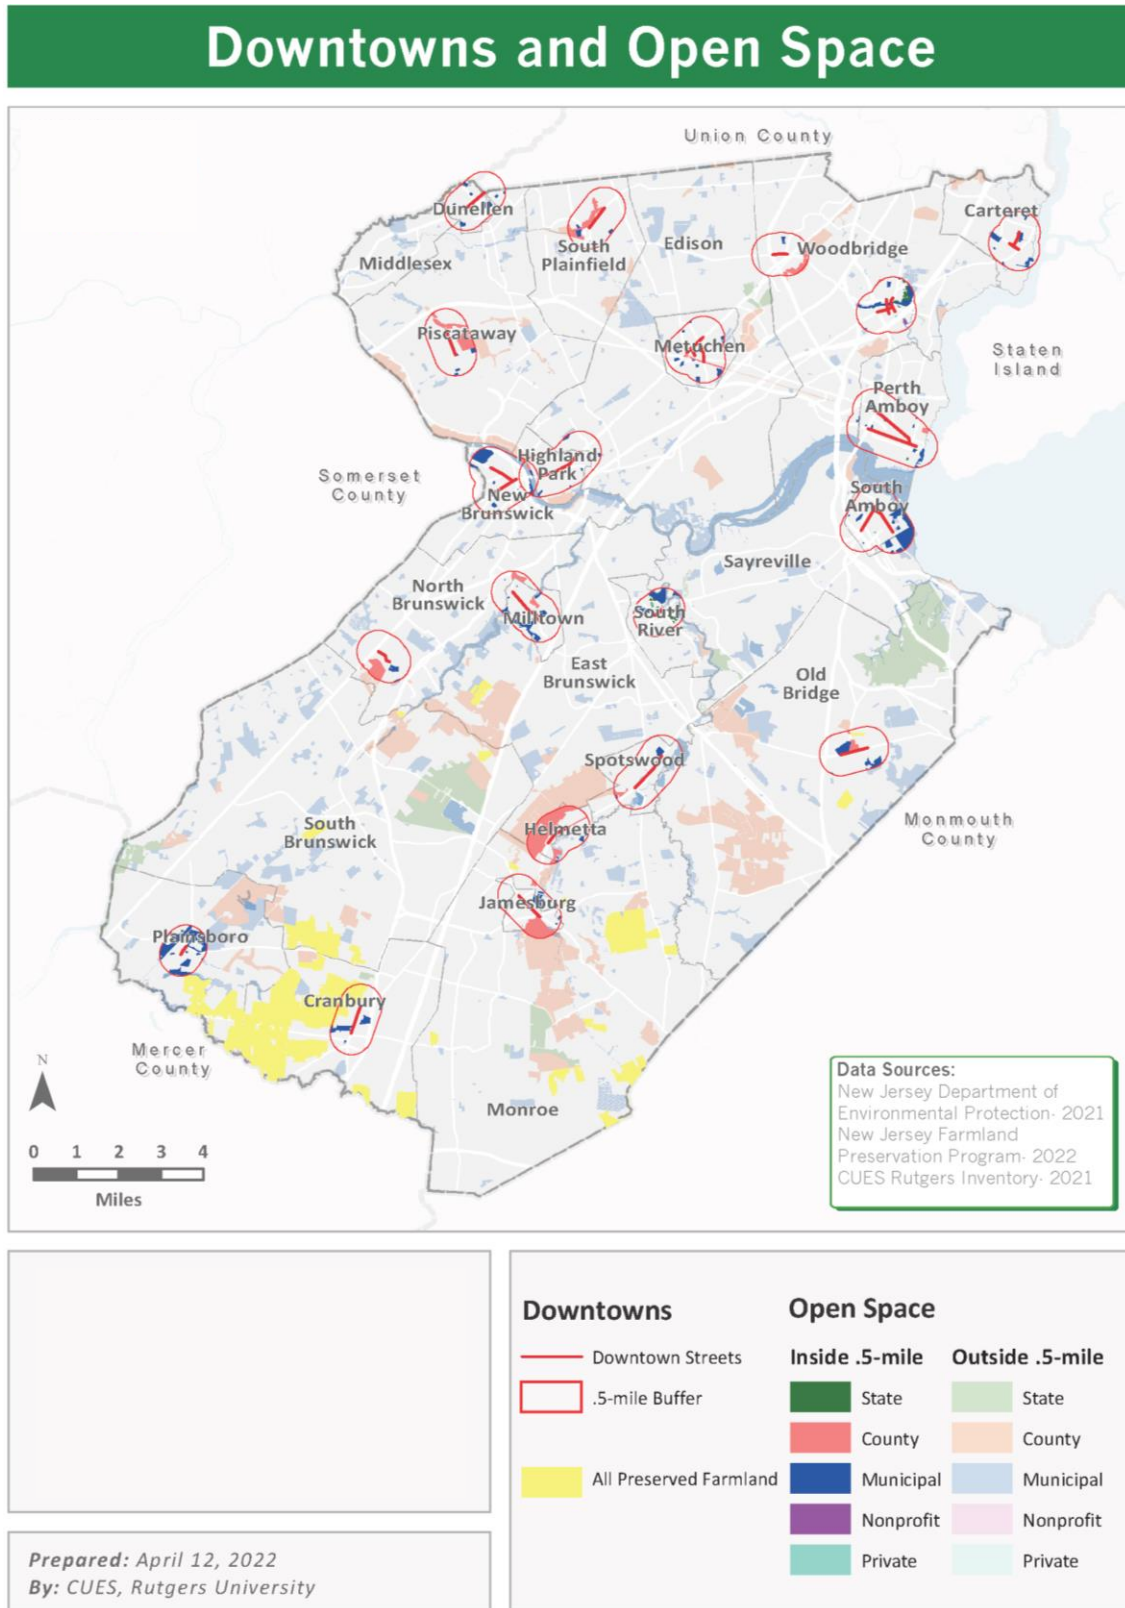 Downtowns and Open Space
Union County
Dunellen
Carteret
South
Plainfield
Edison
Woodbridge
Middlesex
Piscataway
Metuchen
Staten
Island
Perth
Amboy
Highland
Park
Somerset
County
New
Brunswick
South
Amboy
Sayreville
North
Brunswick
Milltown
South
River
East
Brunswick
Old
Bridge
Spotswood
South
Brunswick
Helmetta
Monmouth
County
Jamesburg
Plainsboro
Cranbury
Mercer
County
Monroe
N
0 1 2 3 4
Miles
Data Sources:
New Jersey Department of
Environmental Protection· 2021
New Jersey Farmland
Preservation Program· 2022
CUES Rutgers Inventory· 2021
Downtowns
Downtown Streets
.5-mile Buffer
All Preserved Farmland
Open Space
Inside .5-mile Outside .5-mile
State State
County County
Municipal Municipal
Nonprofit Nonprofit
Private Private
Prepared: April 12, 2022
By: CUES, Rutgers University